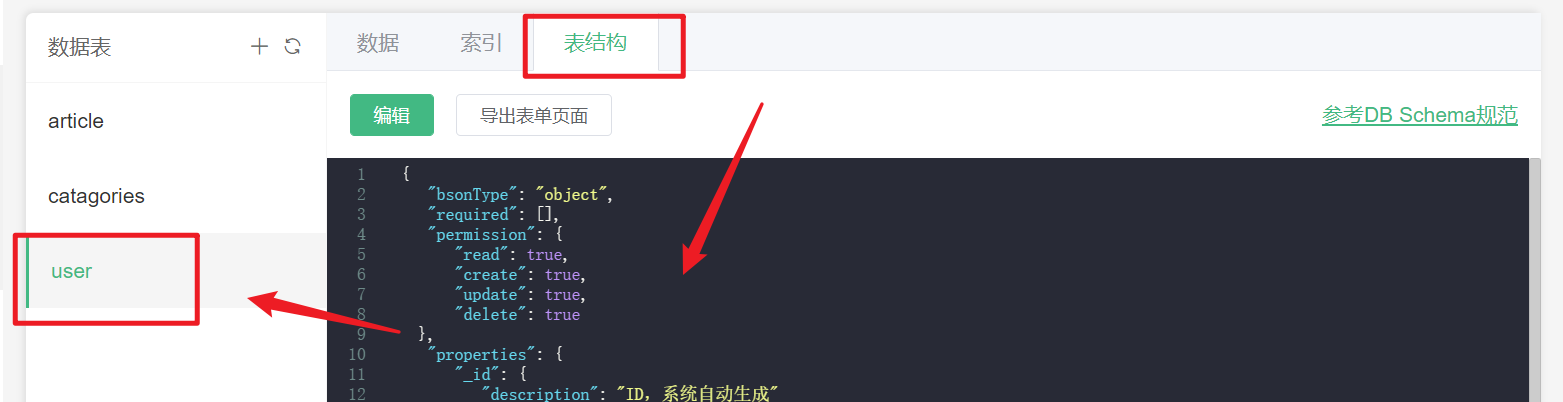 数据表
数据 索引 表结构
编辑 导出表单页面 参考DB Schema规范
article
catagories
user
1 {
2 "bsonType": "object",
3 "required": [],
4 "permission": {
5 "read": true,
6 "create": true,
7 "update": true,
8 "delete": true
9 },
10 "properties": {
11 "_id": {
12 "description": "ID，系统自动生成"